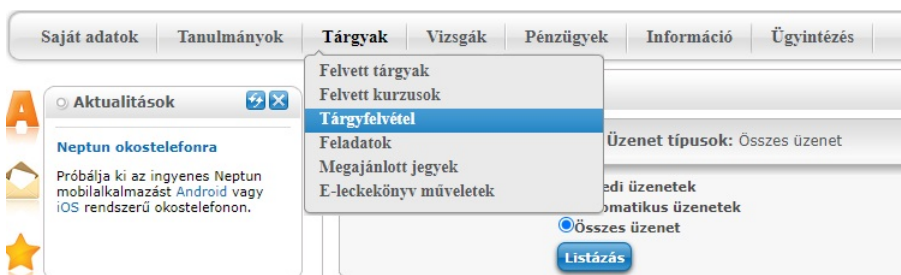 Saját adatok Tanulmányok Tárgyak Vizsgák Pénzügyek Információ Ügyintézés
Felvett tárgyak
Felvett kurzusok
Tárgyfelvétel
Feladatok
Megajánlott jegyek
E-leckekönyv műveletek
Aktualitások
Neptun okostelefonra
Próbálja ki az ingyenes Neptun
mobilalkalmazást Android vagy
iOS rendszerű okostelefonon.
Üzenet típusok: Összes üzenet
üzenetek
üzenetek
Összes üzenet
Listázás